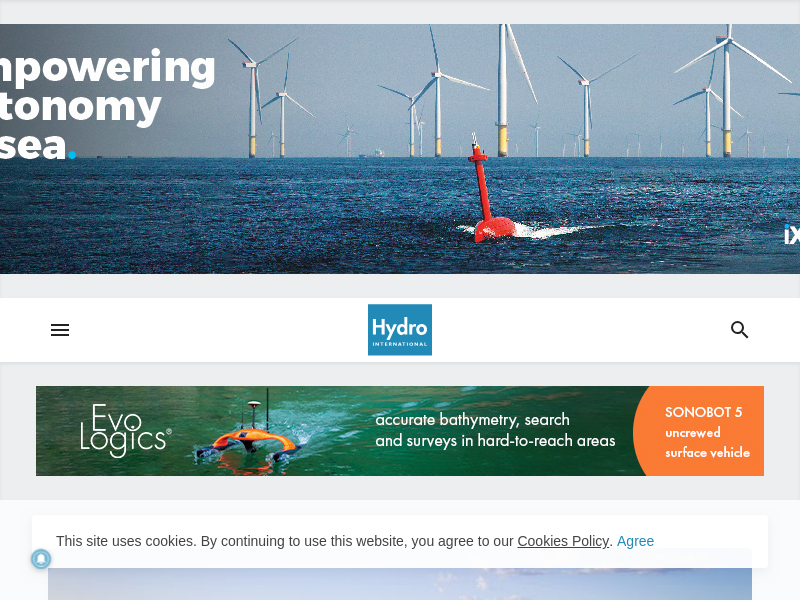 mpowering
tonomy
sea.
iX
Hydro
INTERNATIONAL
Evo
Logics®
accurate bathymetry, search
and surveys in hard-to-reach areas
SONOBOT 5
uncrewed
surface vehicle
This site uses cookies. By continuing to use this website, you agree to our Cookies Policy. Agree